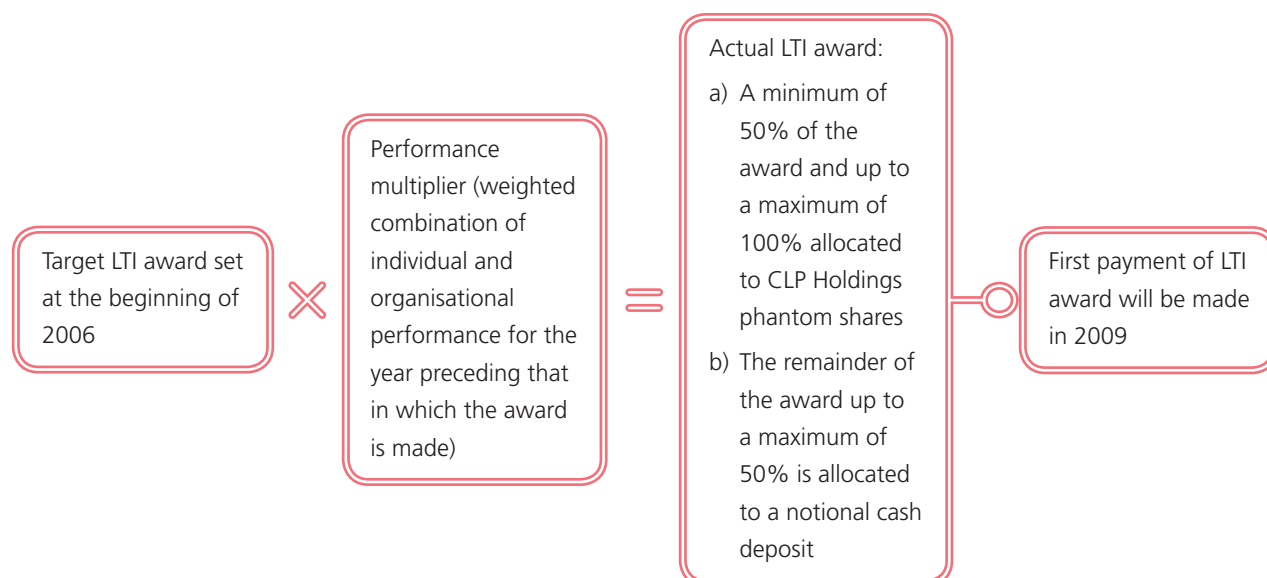 Target LTI award set
at the beginning of
2006
Performance
multiplier (weighted
combination of
individual and
organisational
performance for the
year preceding that
in which the award
is made)
Actual LTI award:
a) A minimum of
50% of the
award and up to
a maximum of
100% allocated
to CLP Holdings
phantom shares
b) The remainder of
the award up to
a maximum of
50% is allocated
to a notional cash
deposit
First payment of LTI
award will be made
in 2009